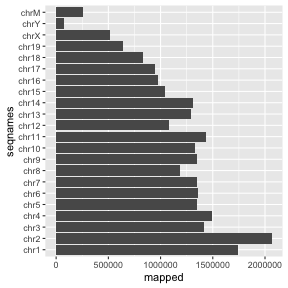 chrM
chrY
chrX
chr19
chr18
chr17
chr16
chr15
chr14
chr13
chr12
chr11
chr10
chr9
chr8
chr7
chr6
chr5
chr4
chr3
chr2
chr1
seqnames
0 500000 1000000 1500000 2000000
mapped